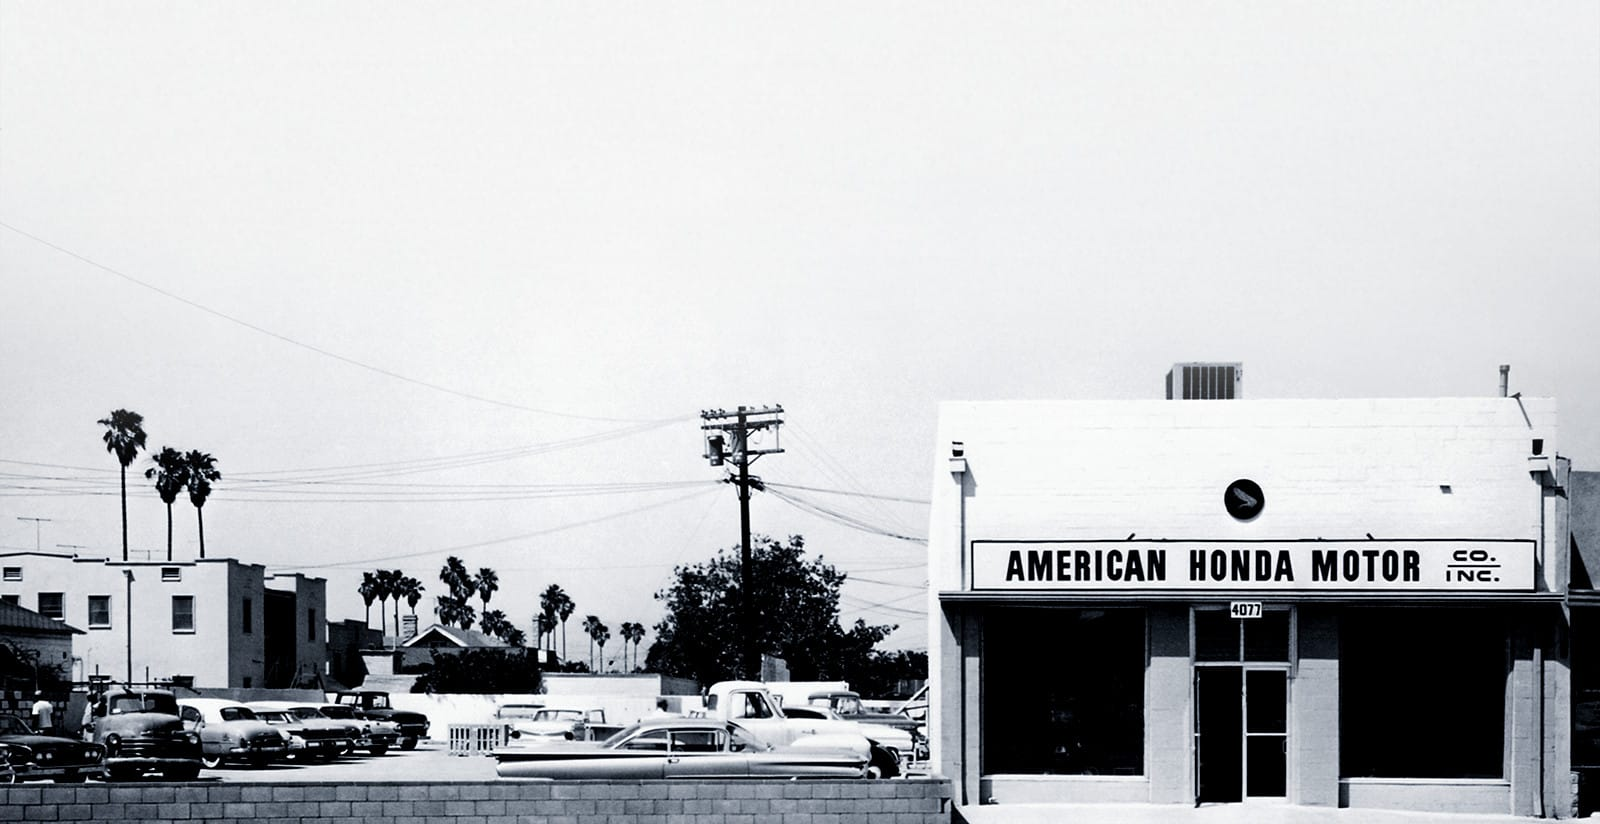 AMERICAN HONDA MOTOR CO. INC.
4077